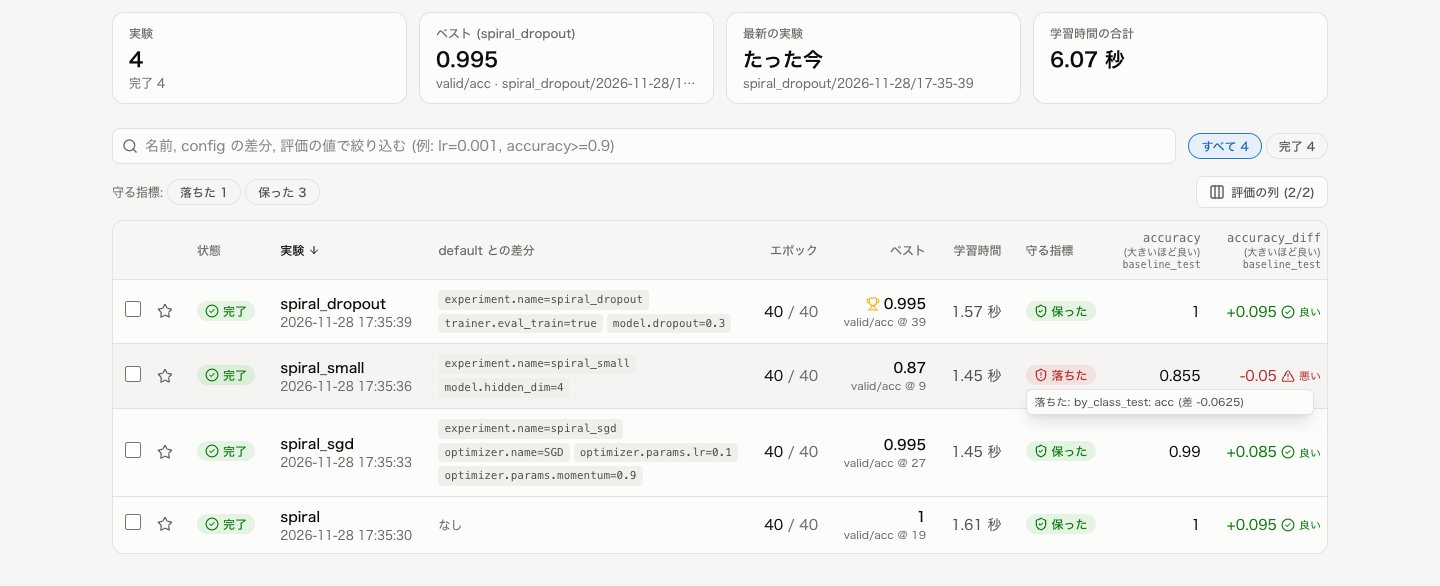 実験
4
完了 4
ベスト (spiral_dropout)
0.995
valid/acc · spiral_dropout/2026-11-28/1⋯
最新の実験
たった今
spiral_dropout/2026-11-28/17-35-39
学習時間の合計
6.07 秒
名前, config の差分, 評価の値で絞り込む (例: lr=0.001, accuracy>=0.9)
すべて 4
完了 4
守る指標: 落ちた 1 保った 3
評価の列 (2/2)
状態 実験 ↓ default との差分 エポック ベスト 学習時間 守る指標
accuracy
(大きいほど良い)
baseline_test
accuracy_diff
(大きいほど良い)
baseline_test
完了
spiral_dropout
2026-11-28 17:35:39
experiment.name=spiral_dropout
trainer.eval_train=true model.dropout=0.3
40 / 40
0.995
valid/acc @ 39
1.57 秒
保った
1
+0.095 良い
完了
spiral_small
2026-11-28 17:35:36
experiment.name=spiral_small
model.hidden_dim=4
40 / 40
0.87
valid/acc @ 9
1.45 秒
落ちた
0.855
-0.05 悪い
落ちた: by_class_test: acc (差 -0.0625)
完了
spiral_sgd
2026-11-28 17:35:33
experiment.name=spiral_sgd
optimizer.name=SGD optimizer.params.lr=0.1
optimizer.params.momentum=0.9
40 / 40
0.995
valid/acc @ 27
1.45 秒
保った
0.99
+0.085 良い
完了
spiral
2026-11-28 17:35:30
なし
40 / 40
1
valid/acc @ 19
1.61 秒
保った
1
+0.095 良い